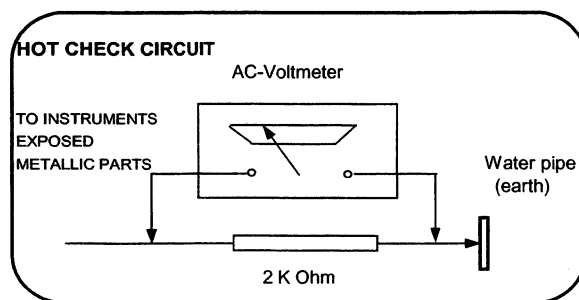 HOT CHECK CIRCUIT
AC-Voltmeter
TO INSTRUMENTS
EXPOSED
METALLIC PARTS
Water pipe
(earth)
2 K Ohm